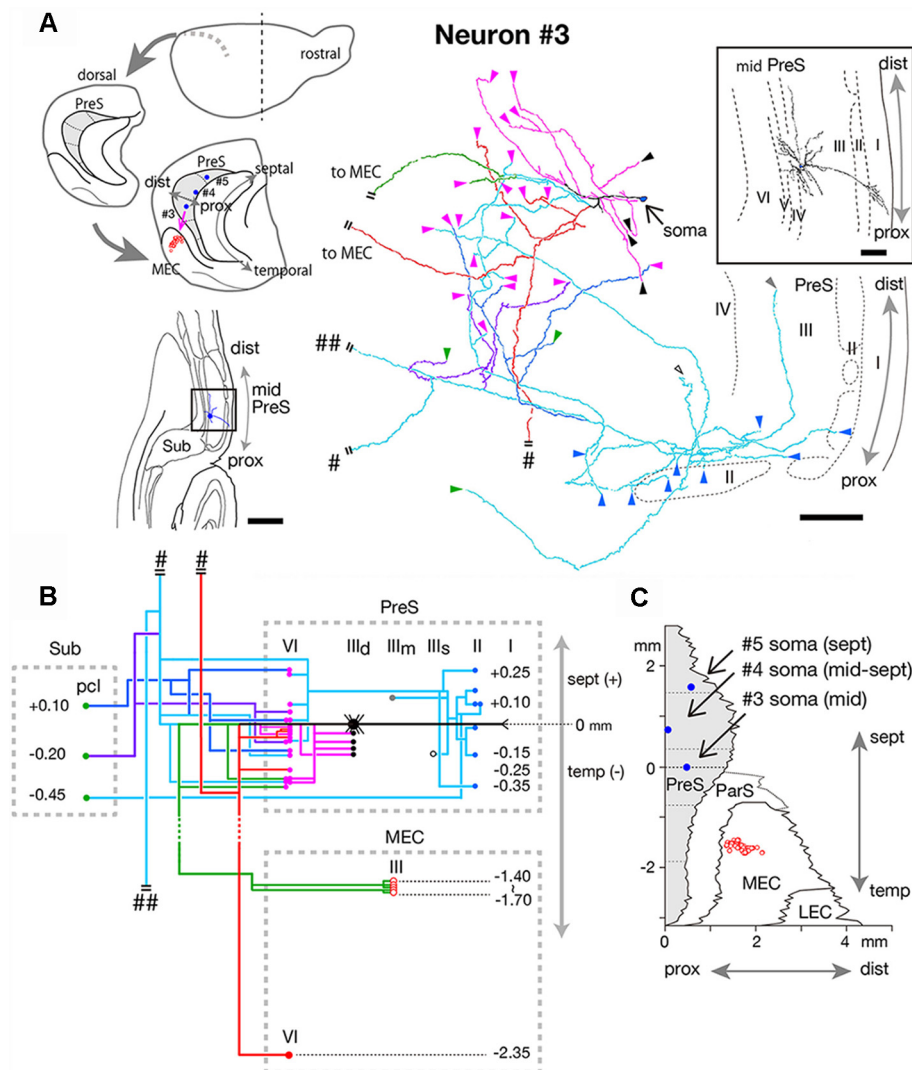 A
Neuron #3
rostral
dorsal
PreS
PreS
septal
#5
dist
#4
prox
#3
MEC
temporal
to MEC
to MEC
soma
mid PreS
dist
III
II
I
VI
V
IV
prox
dist
mid
PreS
Sub
prox
##
#
#
IV
PreS
III
II
I
dist
II
prox
B
#
#
PreS
Sub
VI
IIId
IIIm
IIIs
II
I
pcl
+0.25
sept (+)
+0.10
+0.10
0 mm
-0.20
-0.15
-0.25
temp (-)
-0.45
-0.35
MEC
III
-1.40
~
-1.70
##
VI
-2.35
C
mm
#5 soma (sept)
2
#4 soma (mid-sept)
#3 soma (mid)
sept
0
PreS
ParS
-2
MEC
temp
LEC
0
2
4
mm
prox
dist